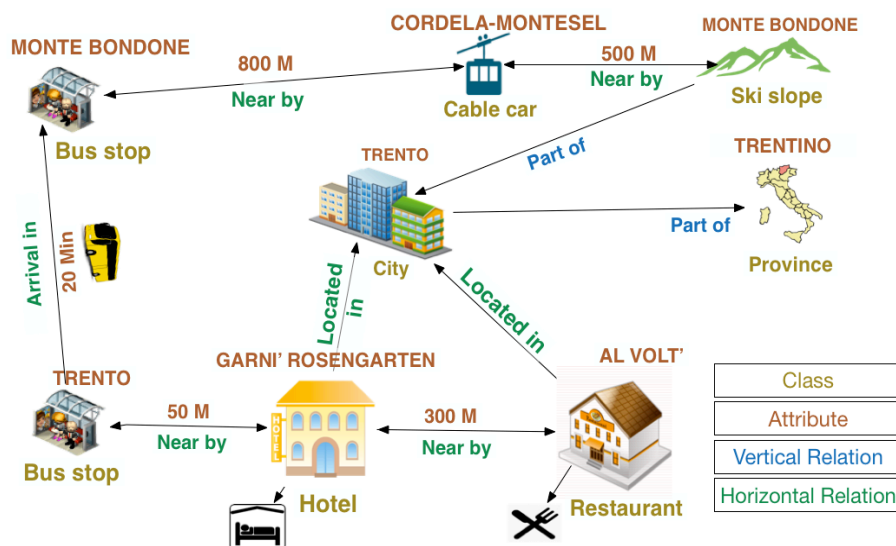 CORDELA-MONTESEL
MONTE BONDONE
MONTE BONDONE
800 M
500 M
Near by
Near by
Cable car
Ski slope
Bus stop
Part of
TRENTO
TRENTINO
Arrival in
20 Min
City
Part of
Province
Located in
Located in
GARNI' ROSENGARTEN
AL VOLT'
TRENTO
50 M
300 M
Near by
Near by
HOTEL
Bus stop
Hotel
Restaurant
Class
Attribute
Vertical Relation
Horizontal Relation